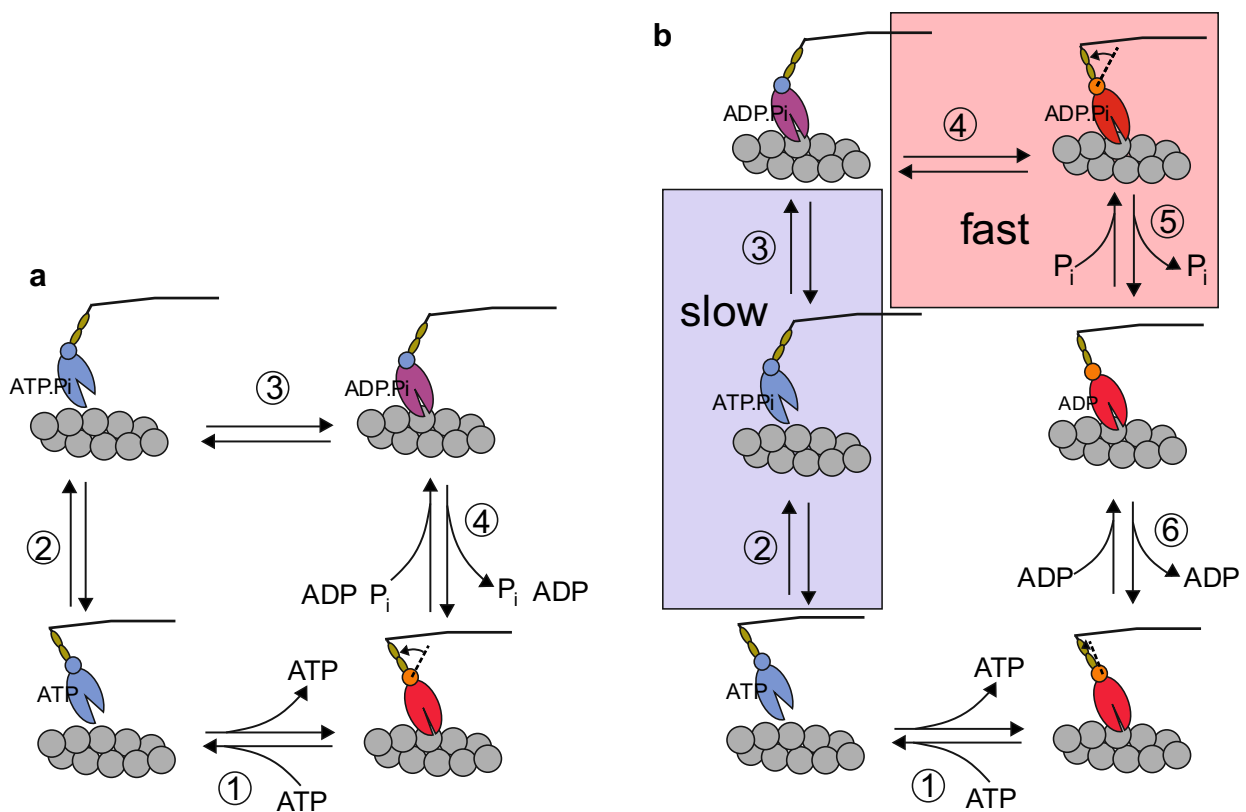 a
ATP.Pi
③
ADP.Pi
②
④
ADP Pi
Pi ADP
ATP
ATP
①
ATP
b
ADP.Pi
④
ADP.Pi
fast
③
⑤
Pi
Pi
slow
ATP.Pi
ADP
②
⑥
ADP
ADP
ATP
ATP
①
ATP